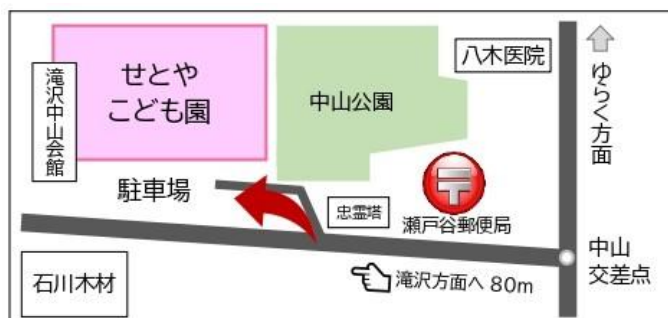 せとや
こども園
滝沢中山会館
中山公園
八木医院
ゆらく方面
駐車場
忠霊塔
瀬戸谷郵便局
中山
交差点
滝沢方面へ 80m
石川木材